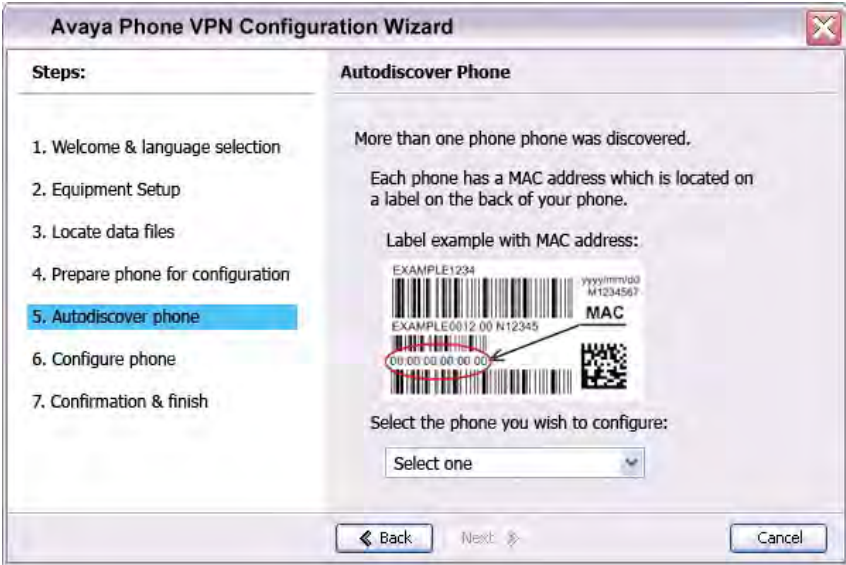 Avaya Phone VPN Configuration Wizard
Steps:
1. Welcome & language selection
2. Equipment Setup
3. Locate data files
4. Prepare phone for configuration
5. Autodiscover phone
6. Configure phone
7. Confirmation & finish
Autodiscover Phone
More than one phone phone was discovered.
Each phone has a MAC address which is located on
a label on the back of your phone.
Label example with MAC address:
EXAMPLE1234
yyyy/mm/dd
M1234567
MAC
EXAMPLE0012 00 N12345
00:00:00:00:00:00
Select the phone you wish to configure:
Select one
Back
Next
Cancel